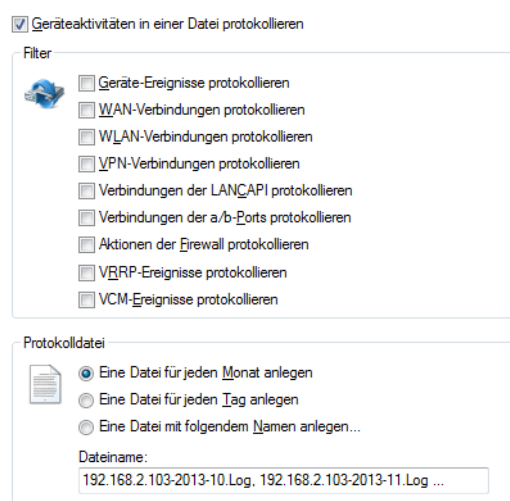 Geräteaktivitäten in einer Datei protokollieren
Filter
Geräte-Ereignisse protokollieren
WAN-Verbindungen protokollieren
WLAN-Verbindungen protokollieren
VPN-Verbindungen protokollieren
Verbindungen der LANCAPI protokollieren
Verbindungen der a/b-Ports protokollieren
Aktionen der Firewall protokollieren
VRRP-Ereignisse protokollieren
VCM-Ereignisse protokollieren
Protokolldatei
Eine Datei für jeden Monat anlegen
Eine Datei für jeden Tag anlegen
Eine Datei mit folgendem Namen anlegen...
Dateiname:
192.168.2.103-2013-10.Log, 192.168.2.103-2013-11.Log ...